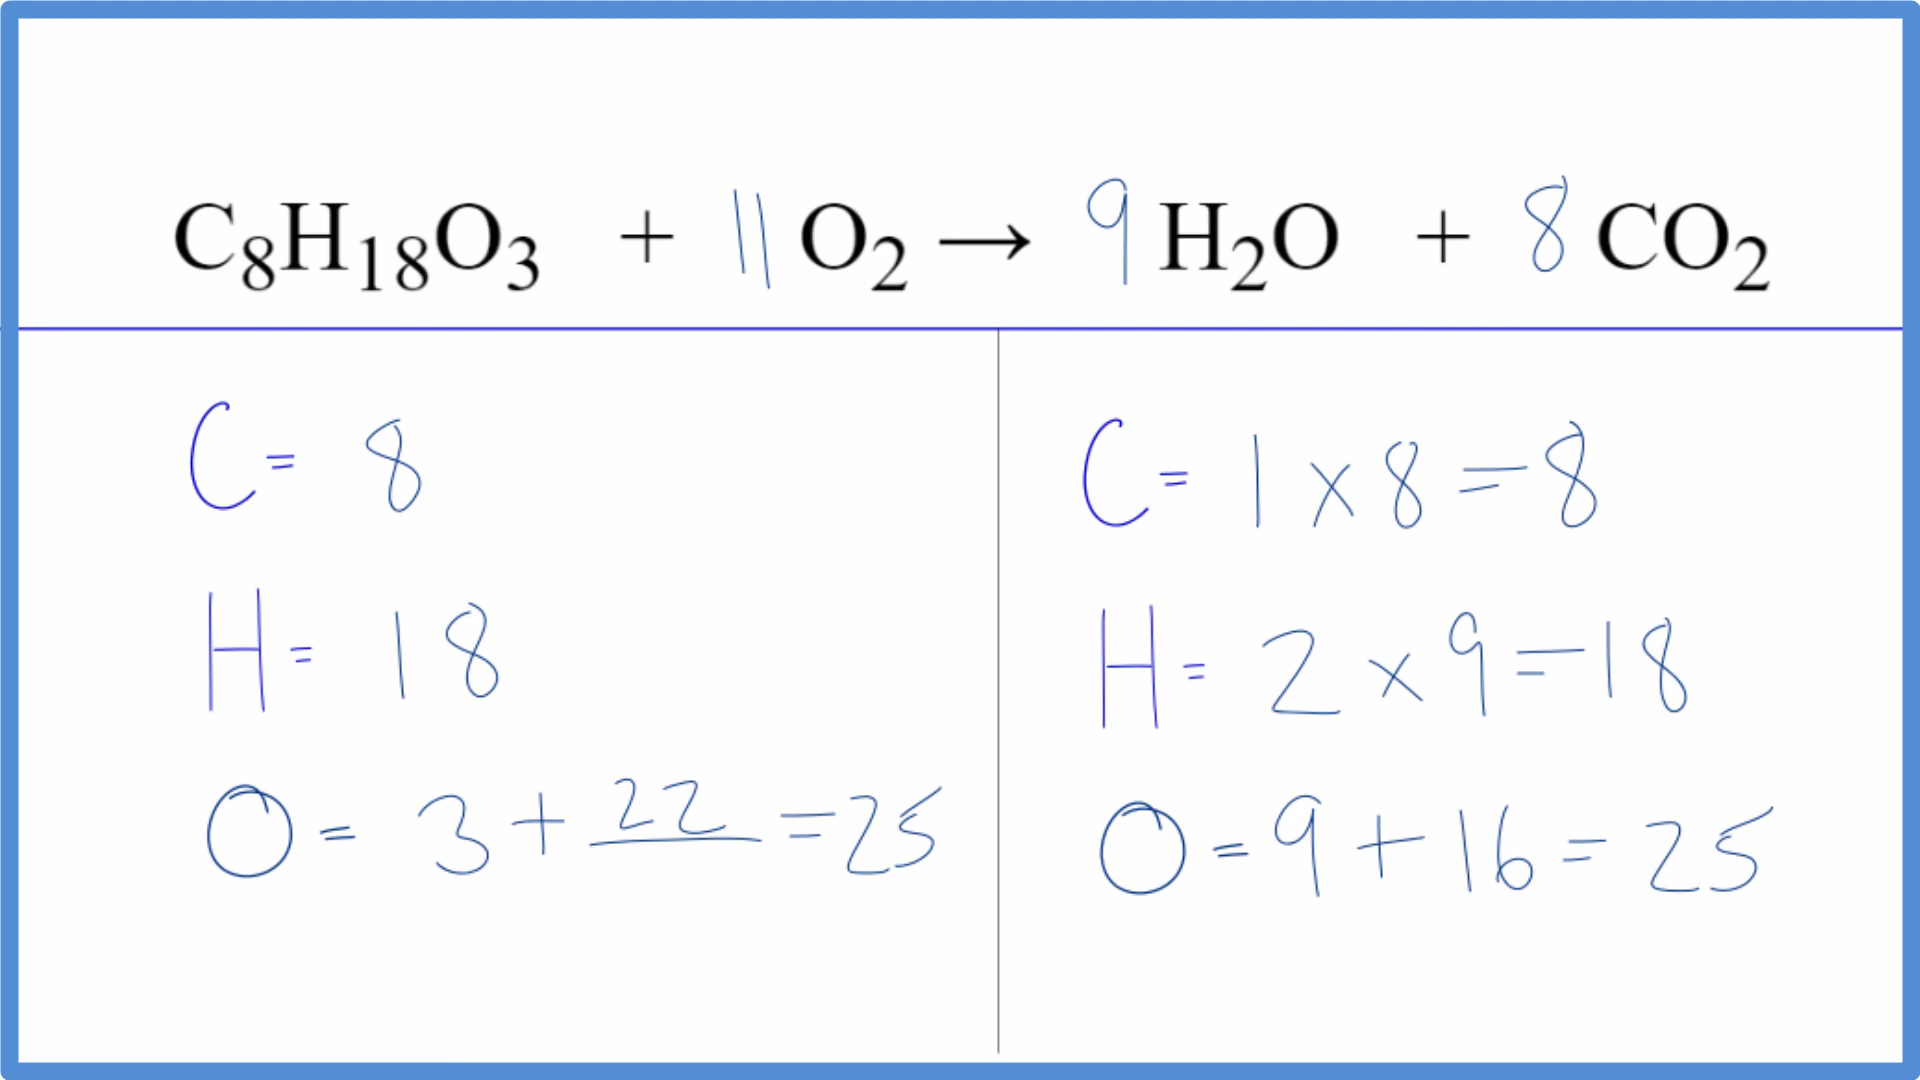 C₈H₁₈O₃ + 11 O₂ → 9 H₂O + 8 CO₂
C = 8
H = 18
O = 3 + 22 = 25
C = 1 x 8 = 8
H = 2 x 9 = 18
O = 9 + 16 = 25